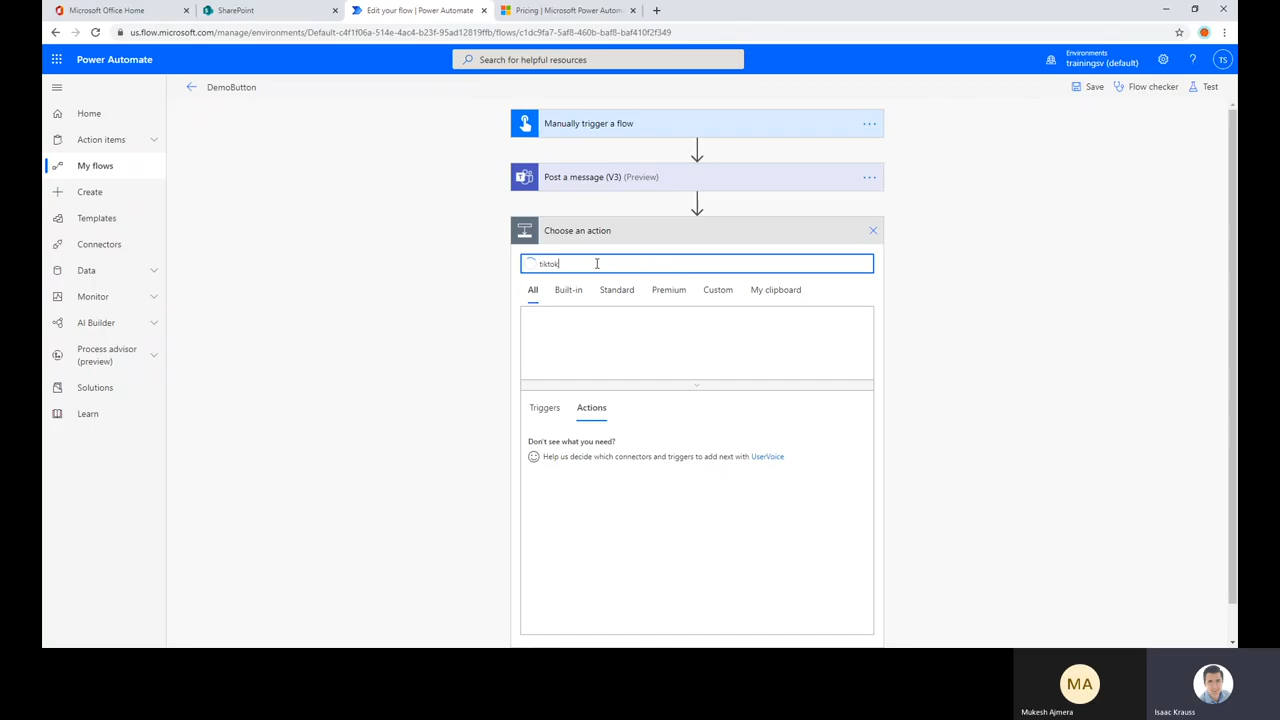 Microsoft Office Home
SharePoint
Edit your flow | Power Automate
Pricing | Microsoft Power Autom
us.flow.microsoft.com/manage/environments/Default-c4f1f06a-514e-4ac4-b23f-95ad12819ffb/flows/c1dc9fa7-5af8-460b-baf8-baf410f2f349
Power Automate
Search for helpful resources
Environments
trainingsv (default)
?
TS
DemoButton
Save
Flow checker
Test
Home
Action items
My flows
Create
Templates
Connectors
Data
Monitor
AI Builder
Process advisor
(preview)
Solutions
Learn
Manually trigger a flow
Post a message (V3) (Preview)
Choose an action
tiktok
All
Built-in
Standard
Premium
Custom
My clipboard
Triggers
Actions
Don't see what you need?
Help us decide which connectors and triggers to add next with UserVoice
MA
Mukesh Ajmera
Isaac Krauss